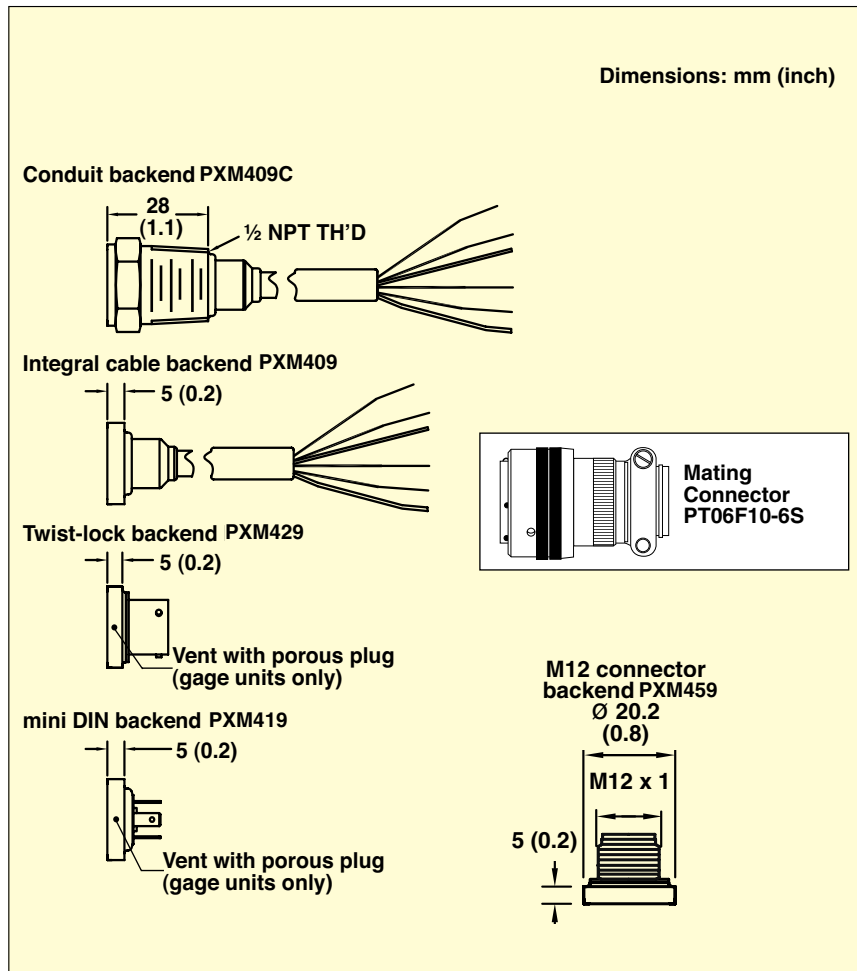 Dimensions: mm (inch)
Conduit backend PXM409C
28
(1.1)
½ NPT TH’D
Integral cable backend PXM409
5 (0.2)
Mating
Connector
PT06F10-6S
Twist-lock backend PXM429
5 (0.2)
Vent with porous plug
(gage units only)
mini DIN backend PXM419
5 (0.2)
Vent with porous plug
(gage units only)
M12 connector
backend PXM459
Ø 20.2
(0.8)
M12 x 1
5 (0.2)